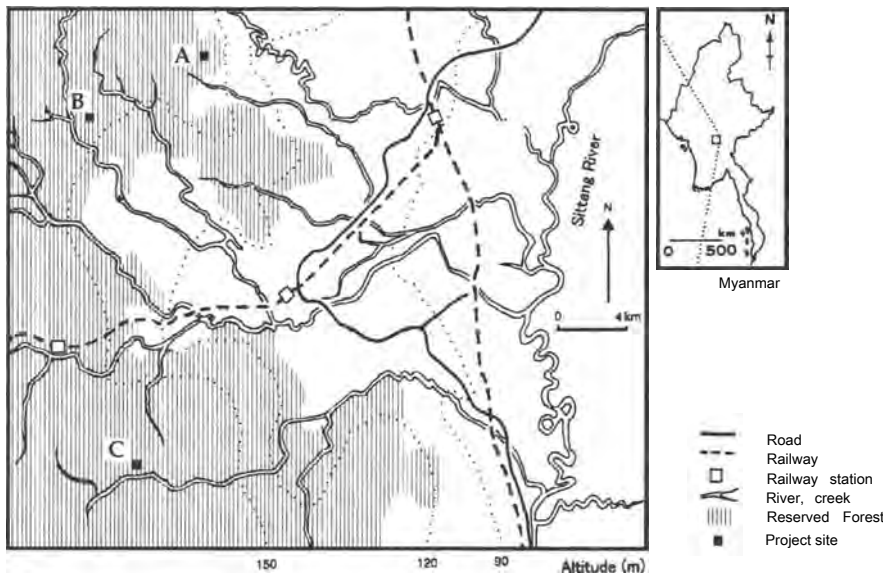 A
B
C
Sittang River
N
0 4 km
150 120 90 Altitude (m)
N
km
0 500
Myanmar
Road
Railway
Railway station
River, creek
Reserved Forest
Project site